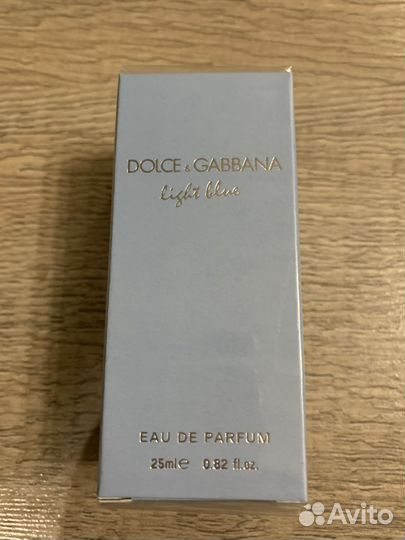 DOLCE & GABBANA
light blue
EAU DE PARFUM
25ml℮ 0.82 fl.oz.
Avito